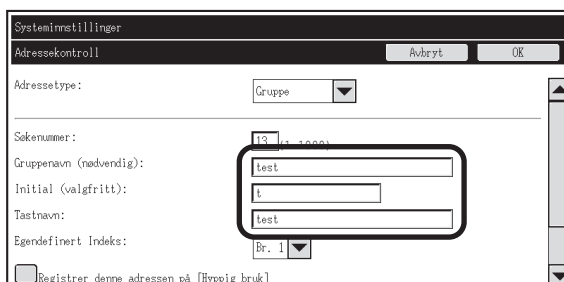 Systeminnstillinger
Adressekontroll Avbryt OK
Adressetype: Gruppe
Søkenummer: 13 (1-1000)
Gruppenavn (nødvendig): test
Initial (valgfritt): t
Tastnavn: test
Egendefinert Indeks: Br. 1
Registrer denne adressen på [Hyppig bruk]